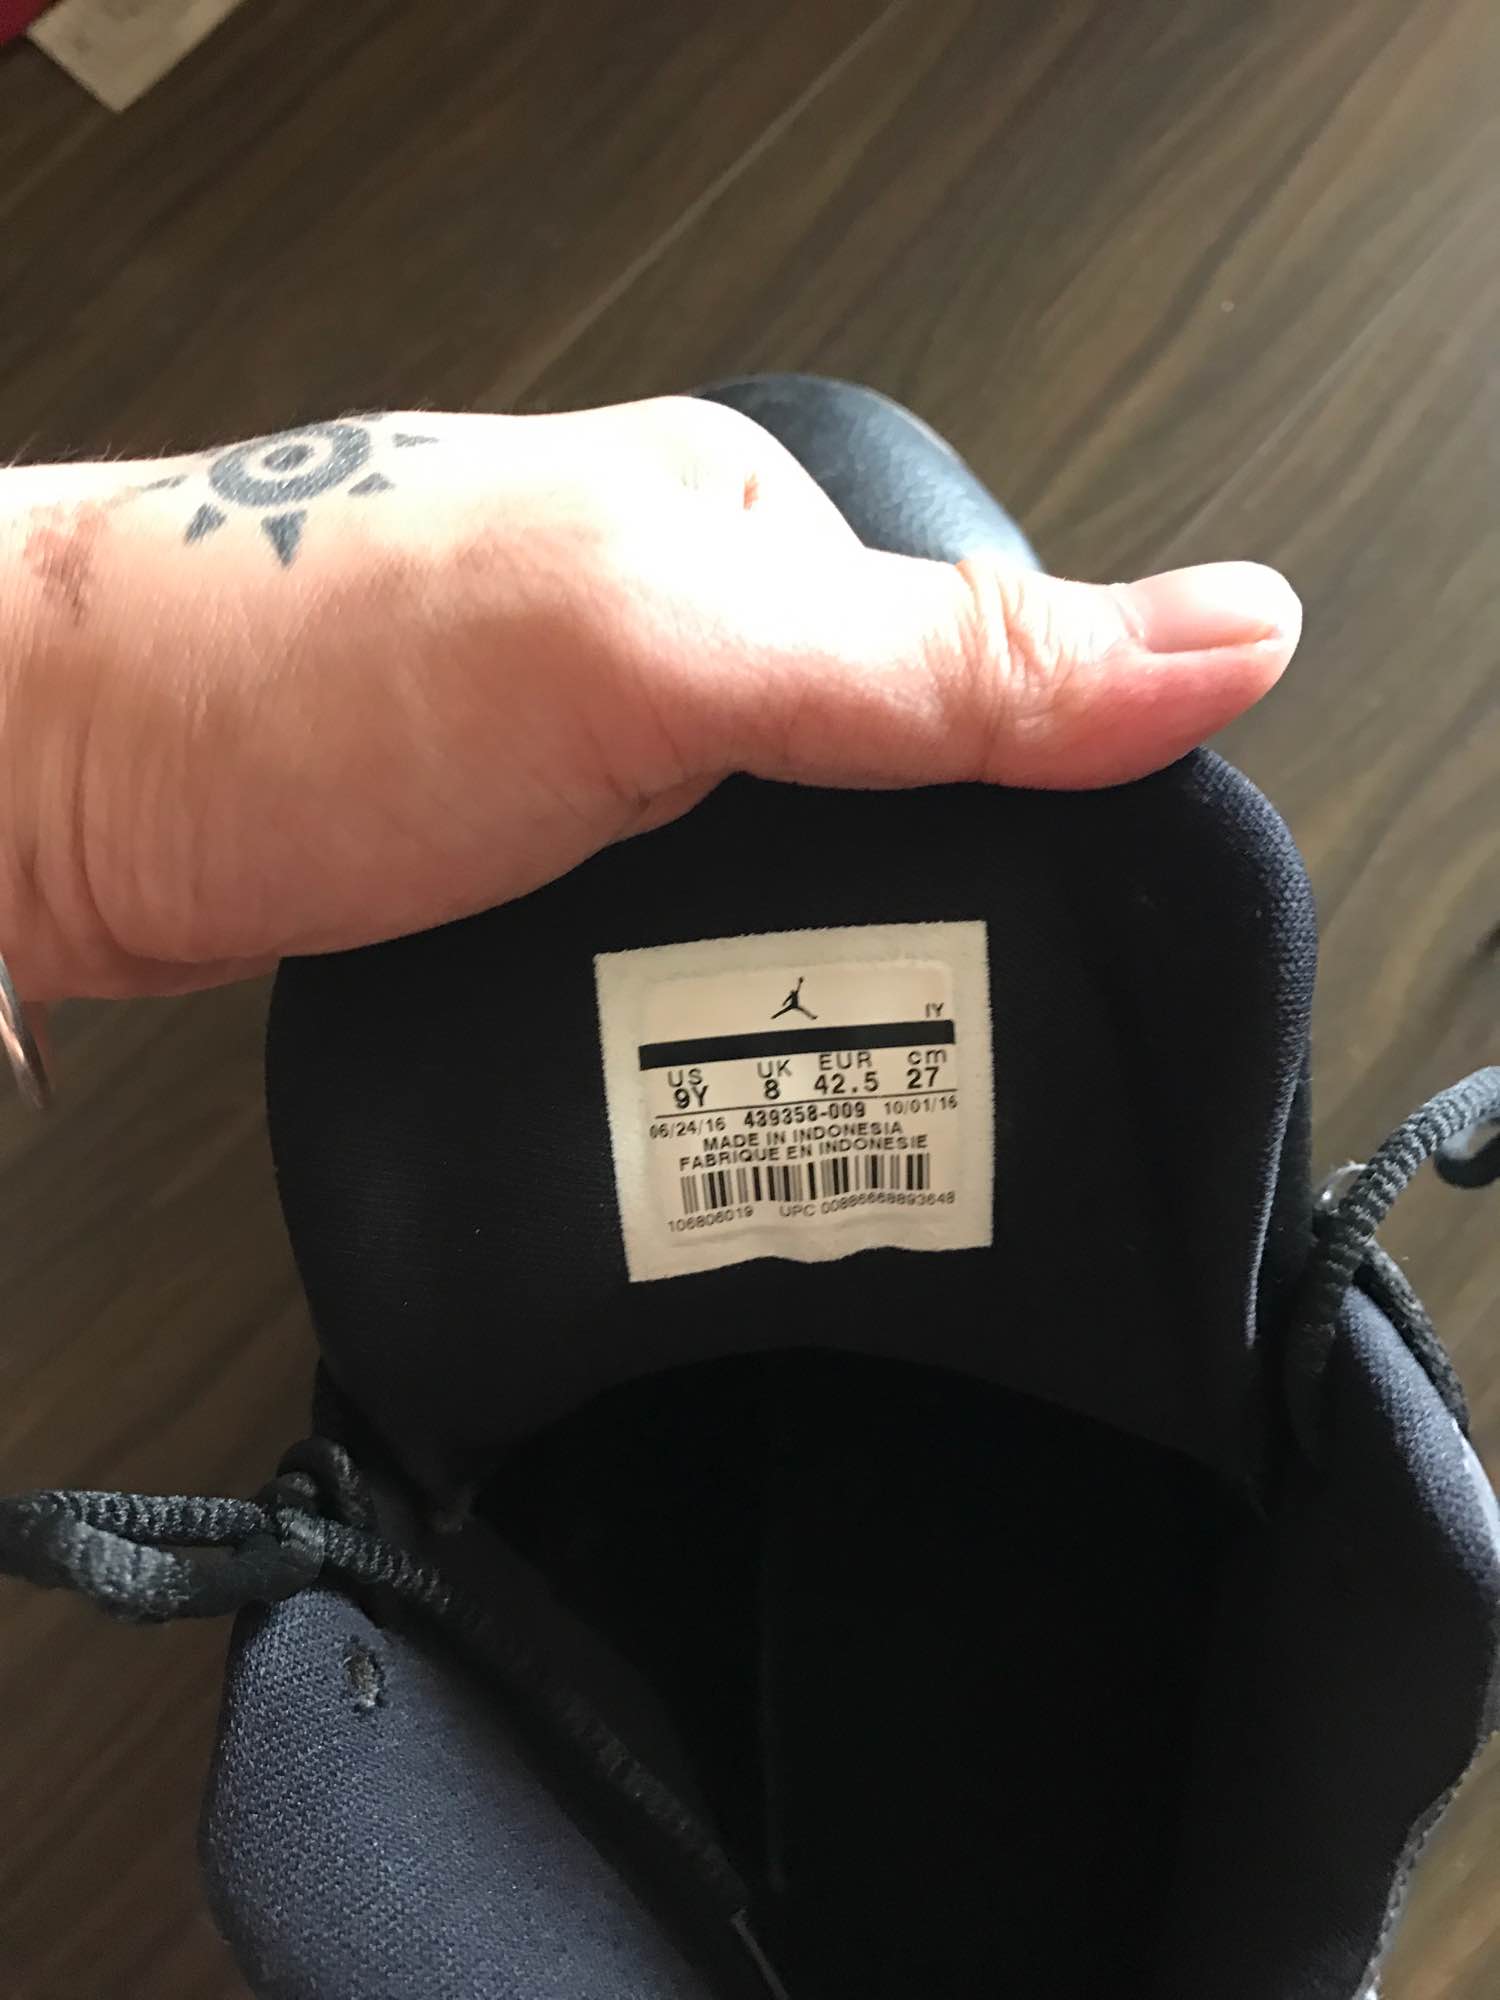 IY
US UK EUR cm
9Y 8 42.5 27
06/24/16 439358-009 10/01/16
MADE IN INDONESIA
FABRIQUE EN INDONESIE
106806019 UPC 00886668893648